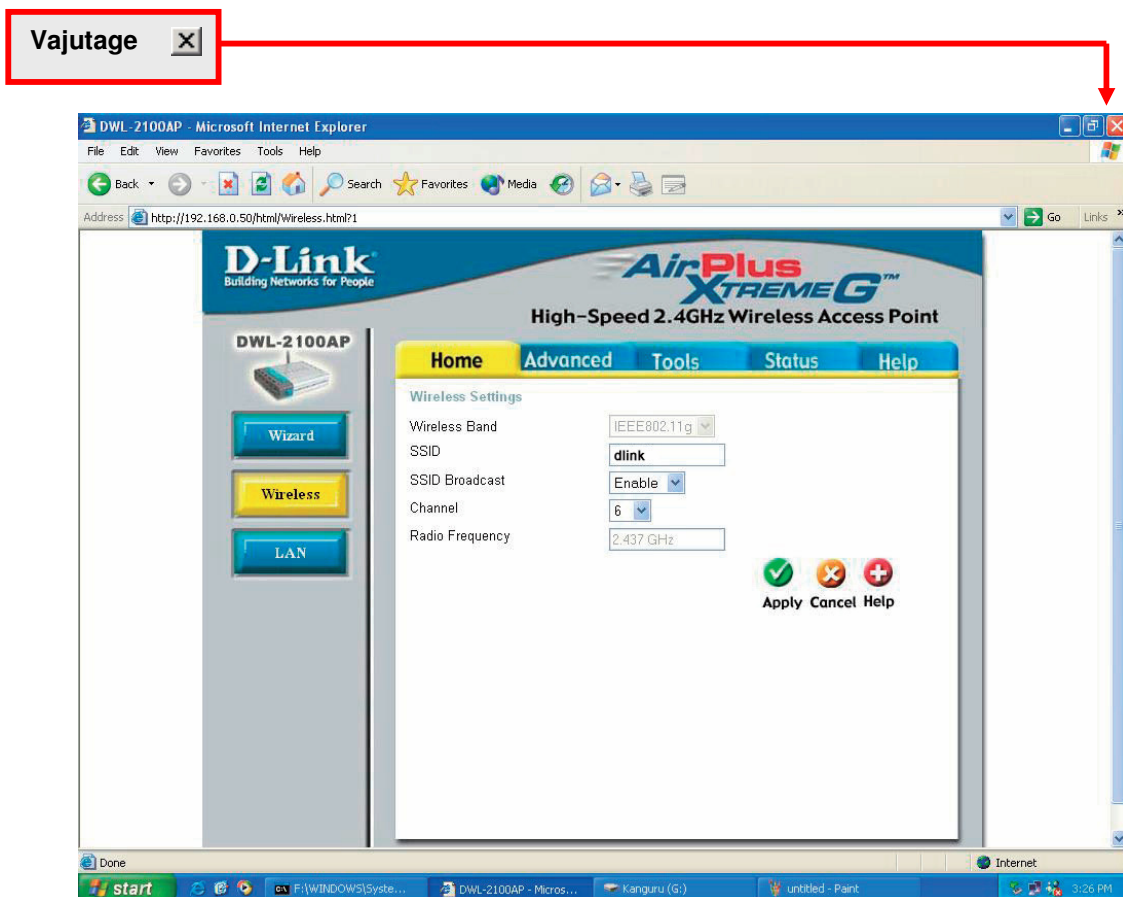 Vajutage
DWL-2100AP - Microsoft Internet Explorer
File Edit View Favorites Tools Help
Back Search Favorites Media
Address http://192.168.0.50/html/Wireless.html?1 Go Links »
D-Link
Building Networks for People
AirPlus
XTREME G™
High-Speed 2.4GHz Wireless Access Point
DWL-2100AP
Home Advanced Tools Status Help
Wizard
Wireless
LAN
Wireless Settings
Wireless Band IEEE802.11g
SSID dlink
SSID Broadcast Enable
Channel 6
Radio Frequency 2.437 GHz
Apply Cancel Help
Done Internet
start F:\WINDOWS\Syste... DWL-2100AP - Micros... Kanguru (G:) untitled - Paint 3:26 PM